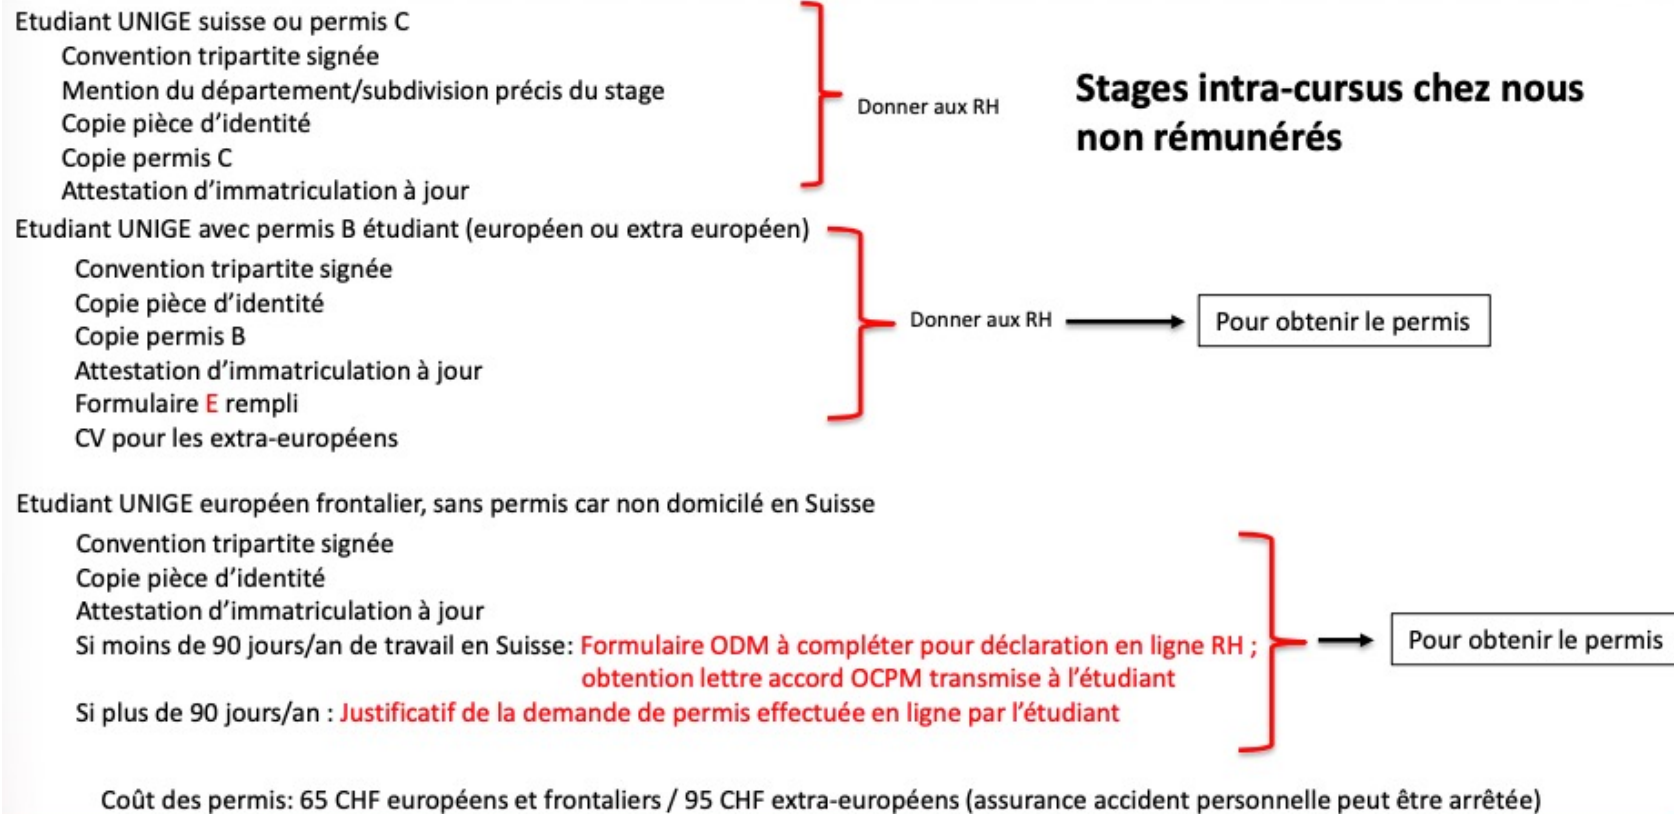 Etudiant UNIGE suisse ou permis C
Convention tripartite signée
Mention du département/subdivision précis du stage
Copie pièce d'identité
Copie permis C
Attestation d'immatriculation à jour
Donner aux RH
Stages intra-cursus chez nous
non rémunérés
Etudiant UNIGE avec permis B étudiant (européen ou extra européen)
Convention tripartite signée
Copie pièce d'identité
Copie permis B
Attestation d'immatriculation à jour
Formulaire E rempli
CV pour les extra-européens
Donner aux RH
Pour obtenir le permis
Etudiant UNIGE européen frontalier, sans permis car non domicilé en Suisse
Convention tripartite signée
Copie pièce d'identité
Attestation d'immatriculation à jour
Si moins de 90 jours/an de travail en Suisse: Formulaire ODM à compléter pour déclaration en ligne RH ;
obtention lettre accord OCPM transmise à l'étudiant
Si plus de 90 jours/an : Justificatif de la demande de permis effectuée en ligne par l'étudiant
Pour obtenir le permis
Coût des permis: 65 CHF européens et frontaliers / 95 CHF extra-européens (assurance accident personnelle peut être arrêtée)